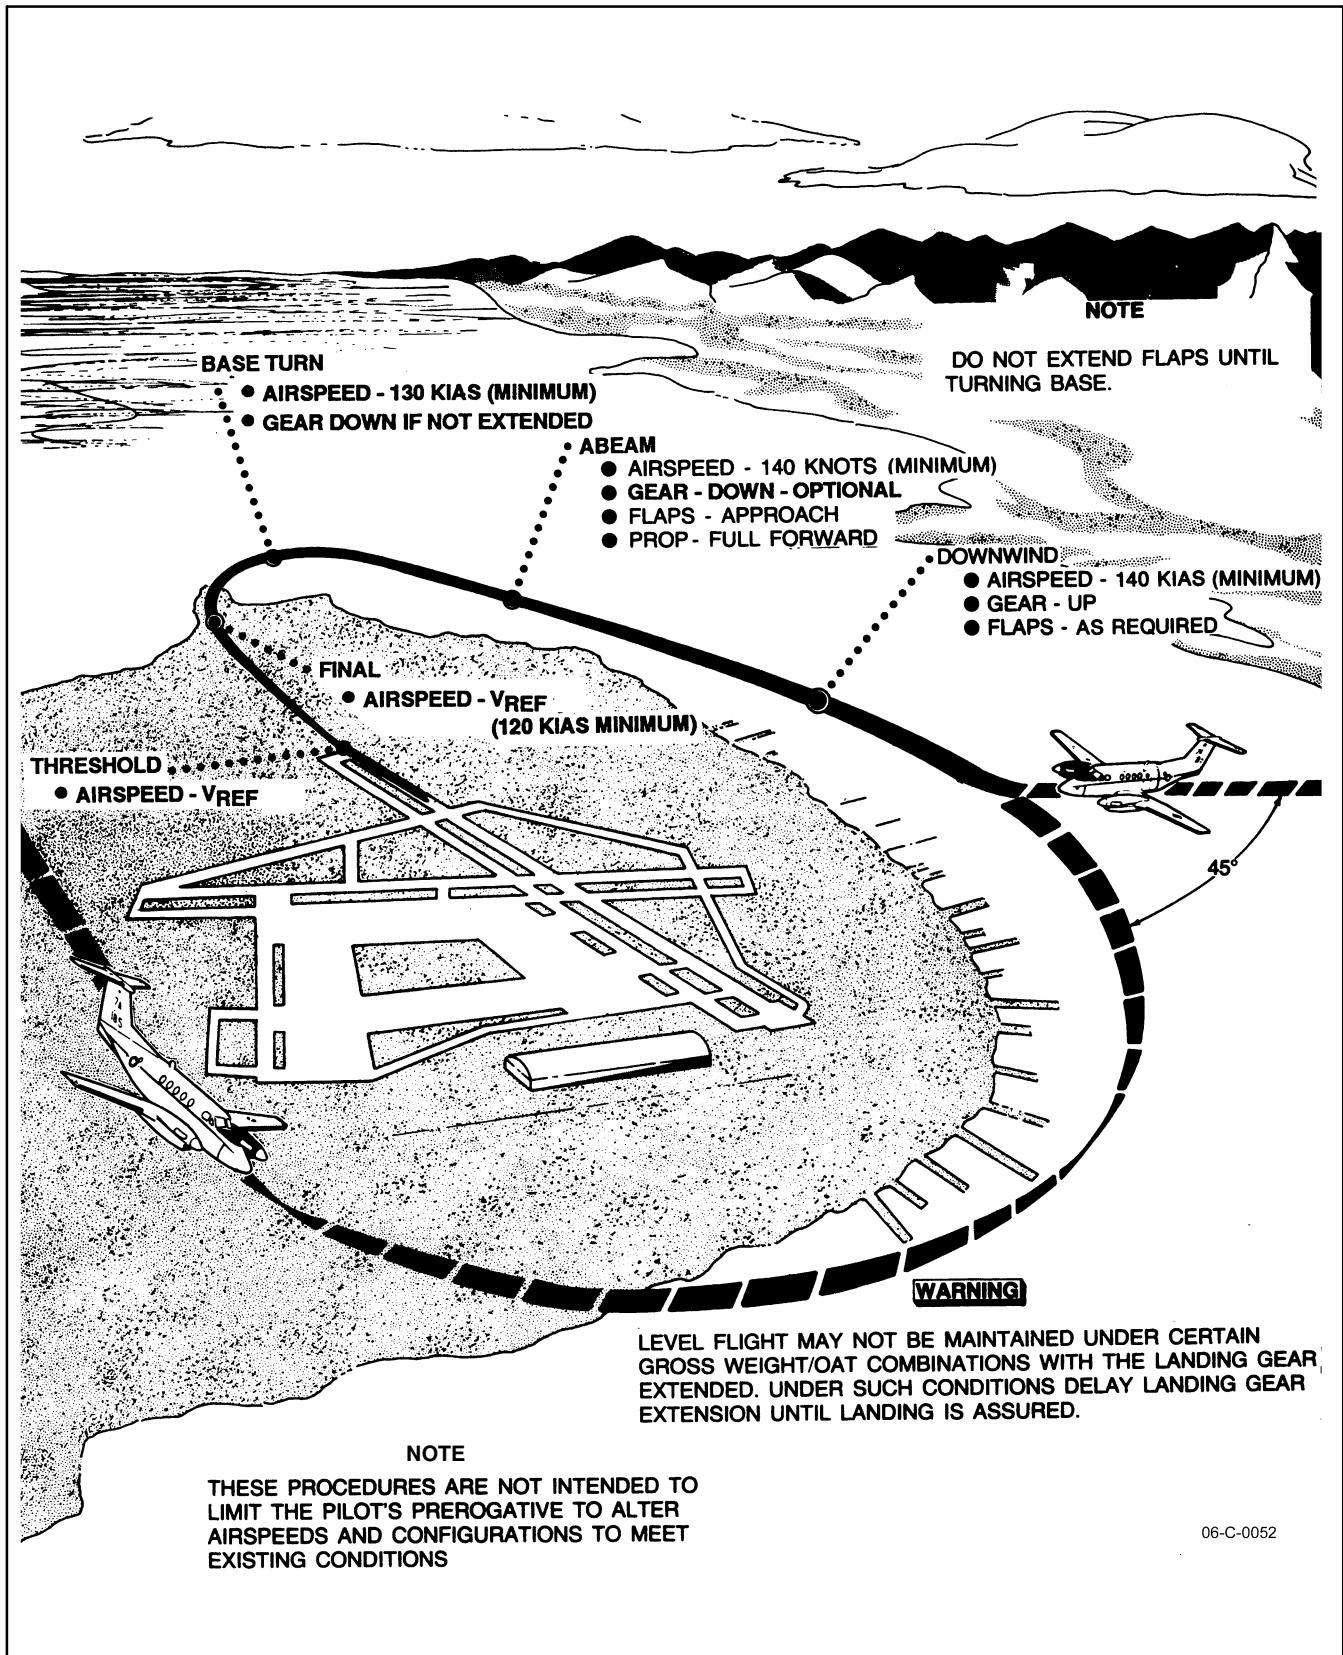 NOTE
DO NOT EXTEND FLAPS UNTIL
TURNING BASE.
BASE TURN
● AIRSPEED - 130 KIAS (MINIMUM)
● GEAR DOWN IF NOT EXTENDED
ABEAM
● AIRSPEED - 140 KNOTS (MINIMUM)
● GEAR - DOWN - OPTIONAL
● FLAPS - APPROACH
● PROP - FULL FORWARD
DOWNWIND
● AIRSPEED - 140 KIAS (MINIMUM)
● GEAR - UP
● FLAPS - AS REQUIRED
FINAL
● AIRSPEED - VREF
(120 KIAS MINIMUM)
THRESHOLD
● AIRSPEED - VREF
45°
WARNING
LEVEL FLIGHT MAY NOT BE MAINTAINED UNDER CERTAIN
GROSS WEIGHT/OAT COMBINATIONS WITH THE LANDING GEAR
EXTENDED. UNDER SUCH CONDITIONS DELAY LANDING GEAR
EXTENSION UNTIL LANDING IS ASSURED.
NOTE
THESE PROCEDURES ARE NOT INTENDED TO
LIMIT THE PILOT'S PREROGATIVE TO ALTER
AIRSPEEDS AND CONFIGURATIONS TO MEET
EXISTING CONDITIONS
06-C-0052